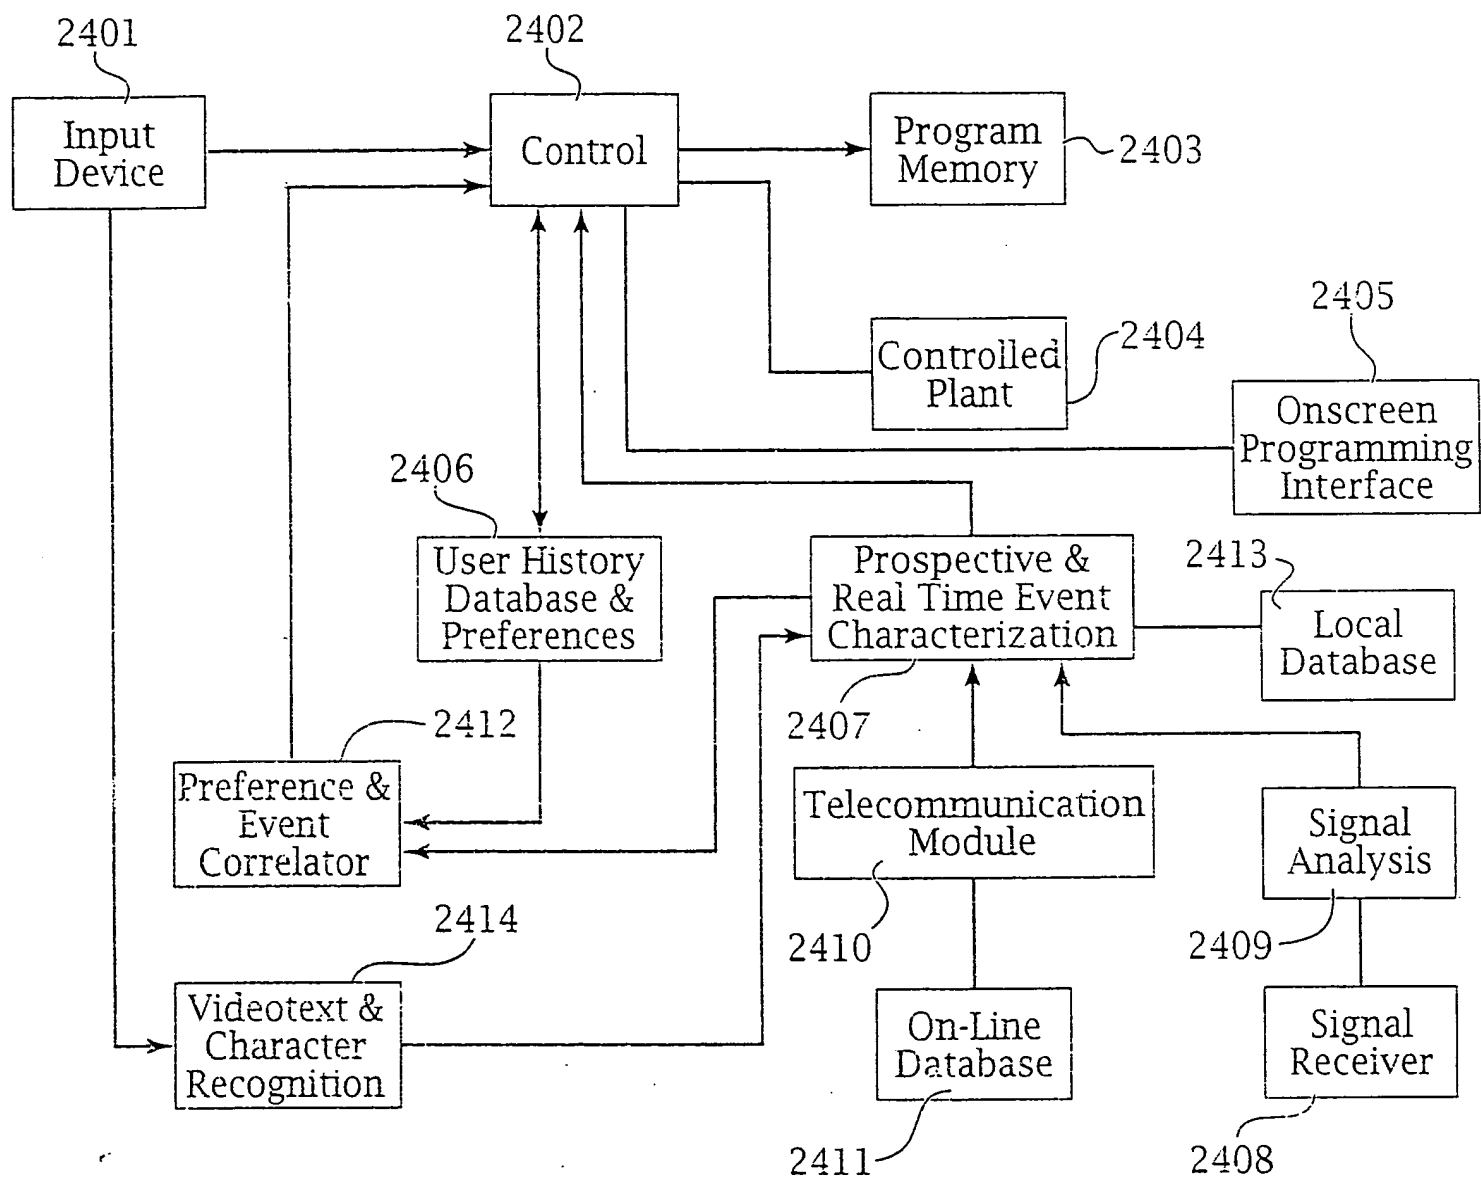 2401
2402
Input
Device
Control
Program
Memory
2403
2405
2404
Controlled
Plant
Onscreen
Programming
Interface
2406
User History
Database &
Preferences
Prospective &
Real Time Event
Characterization
2413
Local
Database
2407
2412
Preference &
Event
Correlator
Telecommunication
Module
Signal
Analysis
2414
2410
2409
Videotext &
Character
Recognition
On-Line
Database
Signal
Receiver
2411
2408